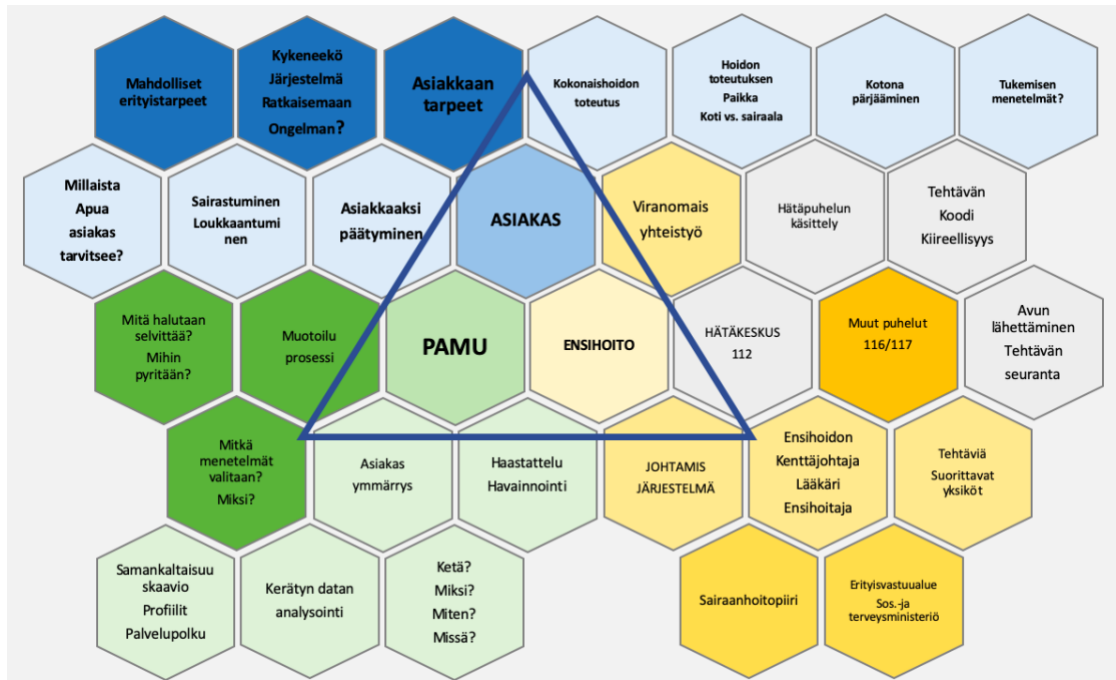 Mahdolliset
erityistarpeet
Kykeneekö
Järjestelmä
Ratkaisemaan
Ongelman?
Asiakkaan
tarpeet
Kokonaishoidon
toteutus
Hoidon
toteutuksen
Paikka
Koti vs. sairaala
Kotona
pärjääminen
Tukemisen
menetelmät?
Millaista
Apua
asiakas
tarvitsee?
Sairastuminen
Loukkaantumi
nen
Asiakkaaksi
päätyminen
ASIAKAS
Viranomais
yhteistyö
Hätäpuhelun
käsittely
Tehtävän
Koodi
Kiireellisyys
Mitä halutaan
selvittää?
Mihin
pyritään?
Muotoilu
prosessi
PAMU
ENSIHOITO
HÄTÄKESKUS
112
Muut puhelut
116/117
Avun
lähettäminen
Tehtävän
seuranta
Mitkä
menetelmät
valitaan?
Miksi?
Asiakas
ymmärrys
Haastattelu
Havainnointi
JOHTAMIS
JÄRJESTELMÄ
Ensihoidon
Kenttäjohtaja
Lääkäri
Ensihoitaja
Tehtäviä
Suorittavat
yksiköt
Samankaltaisuu
skaavio
Profiilit
Palvelupolku
Kerätyn datan
analysointi
Ketä?
Miksi?
Miten?
Missä?
Sairaanhoitopiiri
Erityisvastuualue
Sos.-ja
terveysministeriö